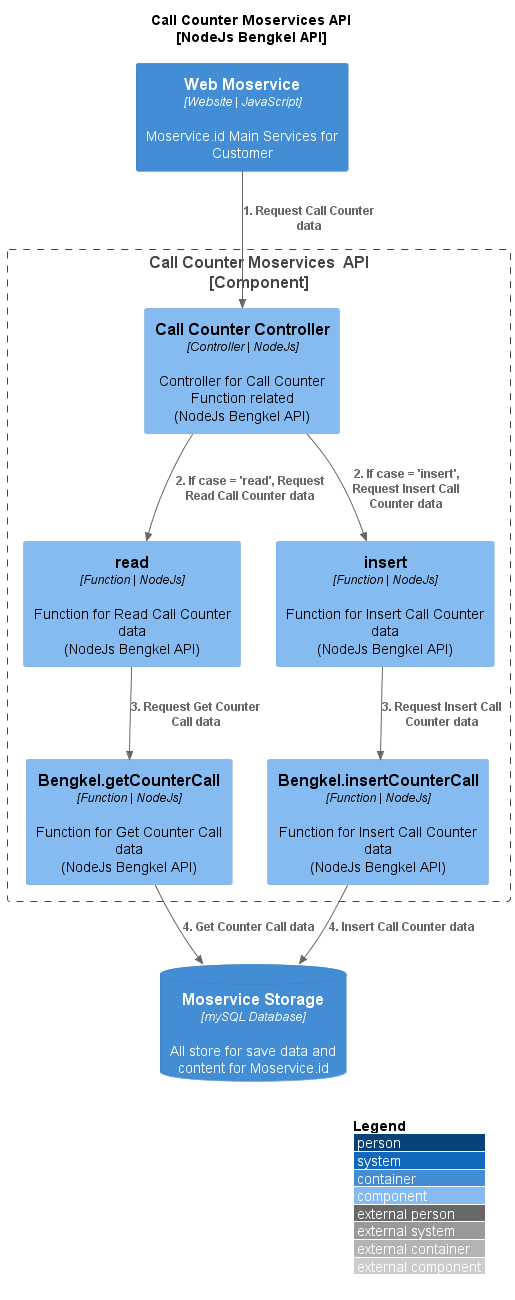 Call Counter Moservices API
[NodeJs Bengkel API]
Web Moservice
[Website | JavaScript]
Moservice.id Main Services for
Customer
1. Request Call Counter
data
Call Counter Moservices API
[Component]
Call Counter Controller
[Controller | NodeJs]
Controller for Call Counter
Function related
(NodeJs Bengkel API)
2. If case = 'read', Request
Read Call Counter data
2. If case = 'insert',
Request Insert Call
Counter data
read
[Function | NodeJs]
Function for Read Call Counter
data
(NodeJs Bengkel API)
insert
[Function | NodeJs]
Function for Insert Call Counter
data
(NodeJs Bengkel API)
3. Request Get Counter
Call data
3. Request Insert Call
Counter data
Bengkel.getCounterCall
[Function | NodeJs]
Function for Get Counter Call
data
(NodeJs Bengkel API)
Bengkel.insertCounterCall
[Function | NodeJs]
Function for Insert Call Counter
data
(NodeJs Bengkel API)
4. Get Counter Call data
4. Insert Call Counter data
Moservice Storage
[mySQL Database]
All store for save data and
content for Moservice.id
Legend
person
system
container
component
external person
external system
external container
external component